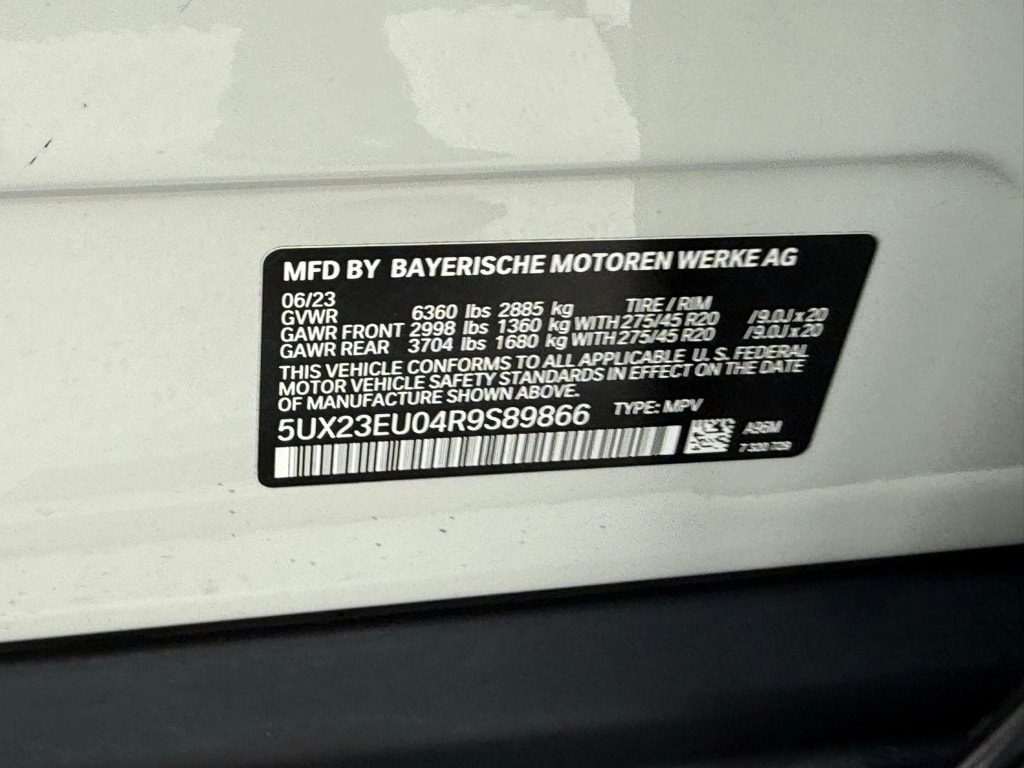 MFD BY BAYERISCHE MOTOREN WERKE AG
06/23 TIRE / RIM
GVWR 6360 lbs 2885 kg
GAWR FRONT 2998 lbs 1360 kg WITH 275/45 R20 / 9.0J x 20
GAWR REAR 3704 lbs 1680 kg WITH 275/45 R20 / 9.0J x 20
THIS VEHICLE CONFORMS TO ALL APPLICABLE U. S. FEDERAL
MOTOR VEHICLE SAFETY STANDARDS IN EFFECT ON THE DATE
OF MANUFACTURE SHOWN ABOVE.
5UX23EU04R9S89866 TYPE: MPV
A96M